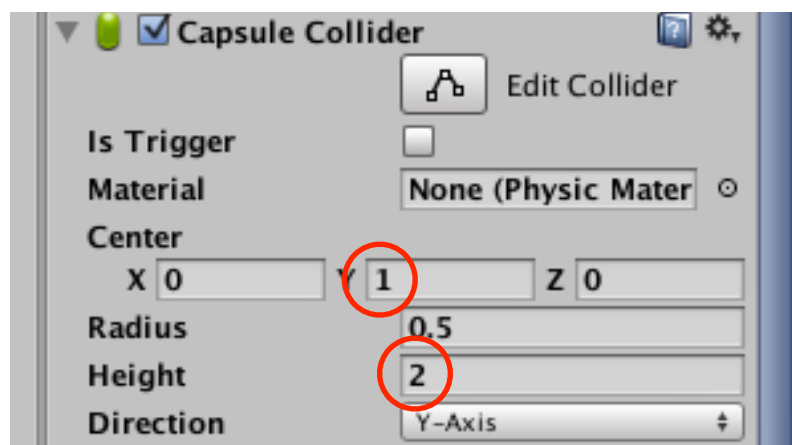 Capsule Collider
Edit Collider
Is Trigger
Material None (Physic Mater
Center
X 0 Y 1 Z 0
Radius 0.5
Height 2
Direction Y-Axis